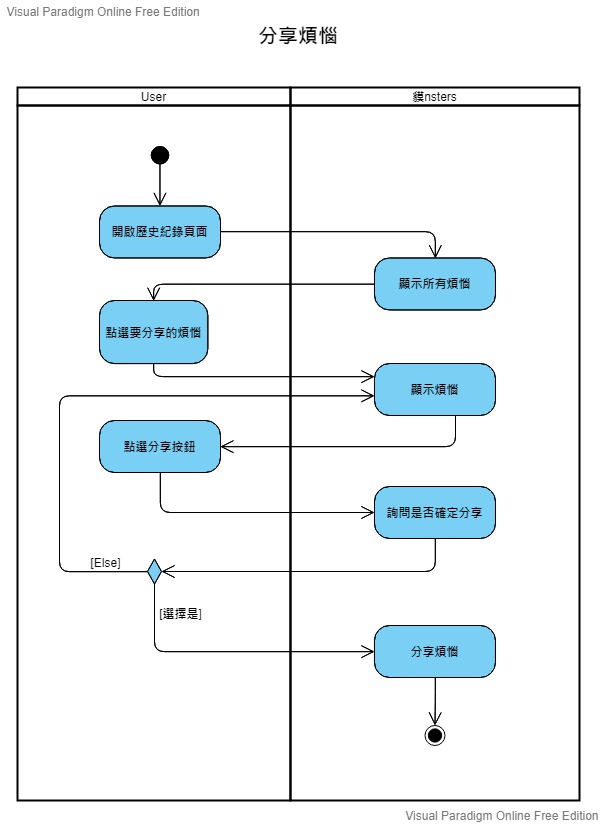 Visual Paradigm Online Free Edition
分享煩惱
User
貘nsters
開啟歷史紀錄頁面
顯示所有煩惱
點選要分享的煩惱
顯示煩惱
點選分享按鈕
詢問是否確定分享
[Else]
[選擇是]
分享煩惱
Visual Paradigm Online Free Edition